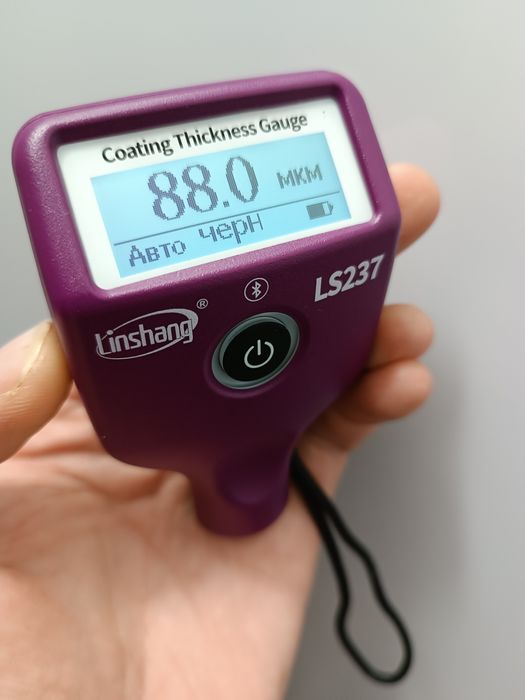 Coating Thickness Gauge
88.0 мкм
Авто черн
LS237
Linshang®